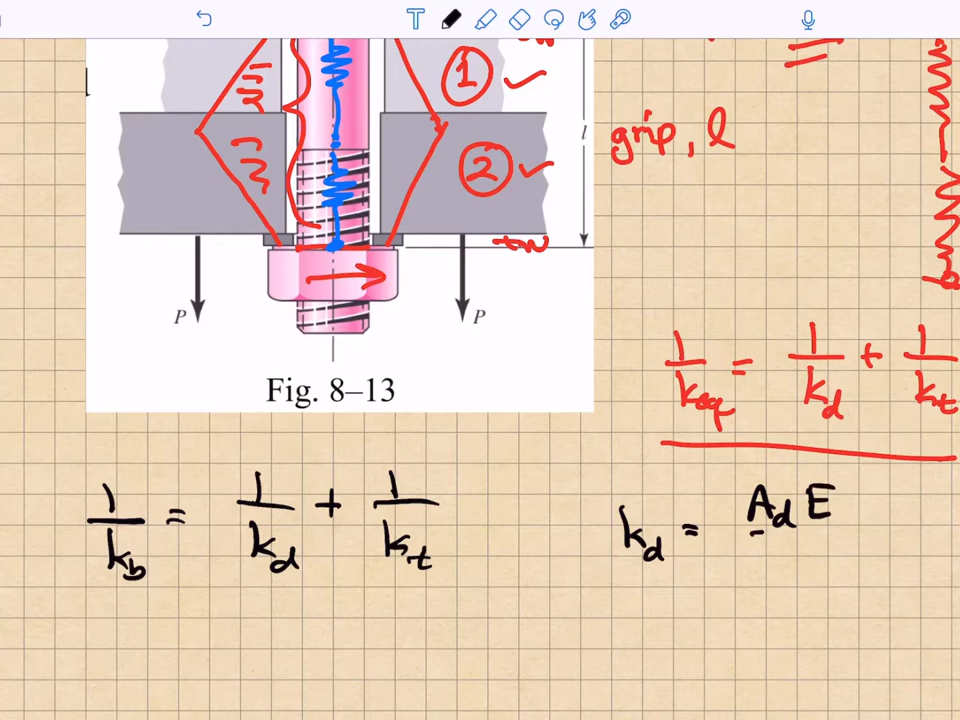 T
1
grip, l
l
2
P
P
1/k_eq = 1/k_d + 1/k_t
Fig. 8–13
1/k_b = 1/k_d + 1/k_t
k_d = A_d E